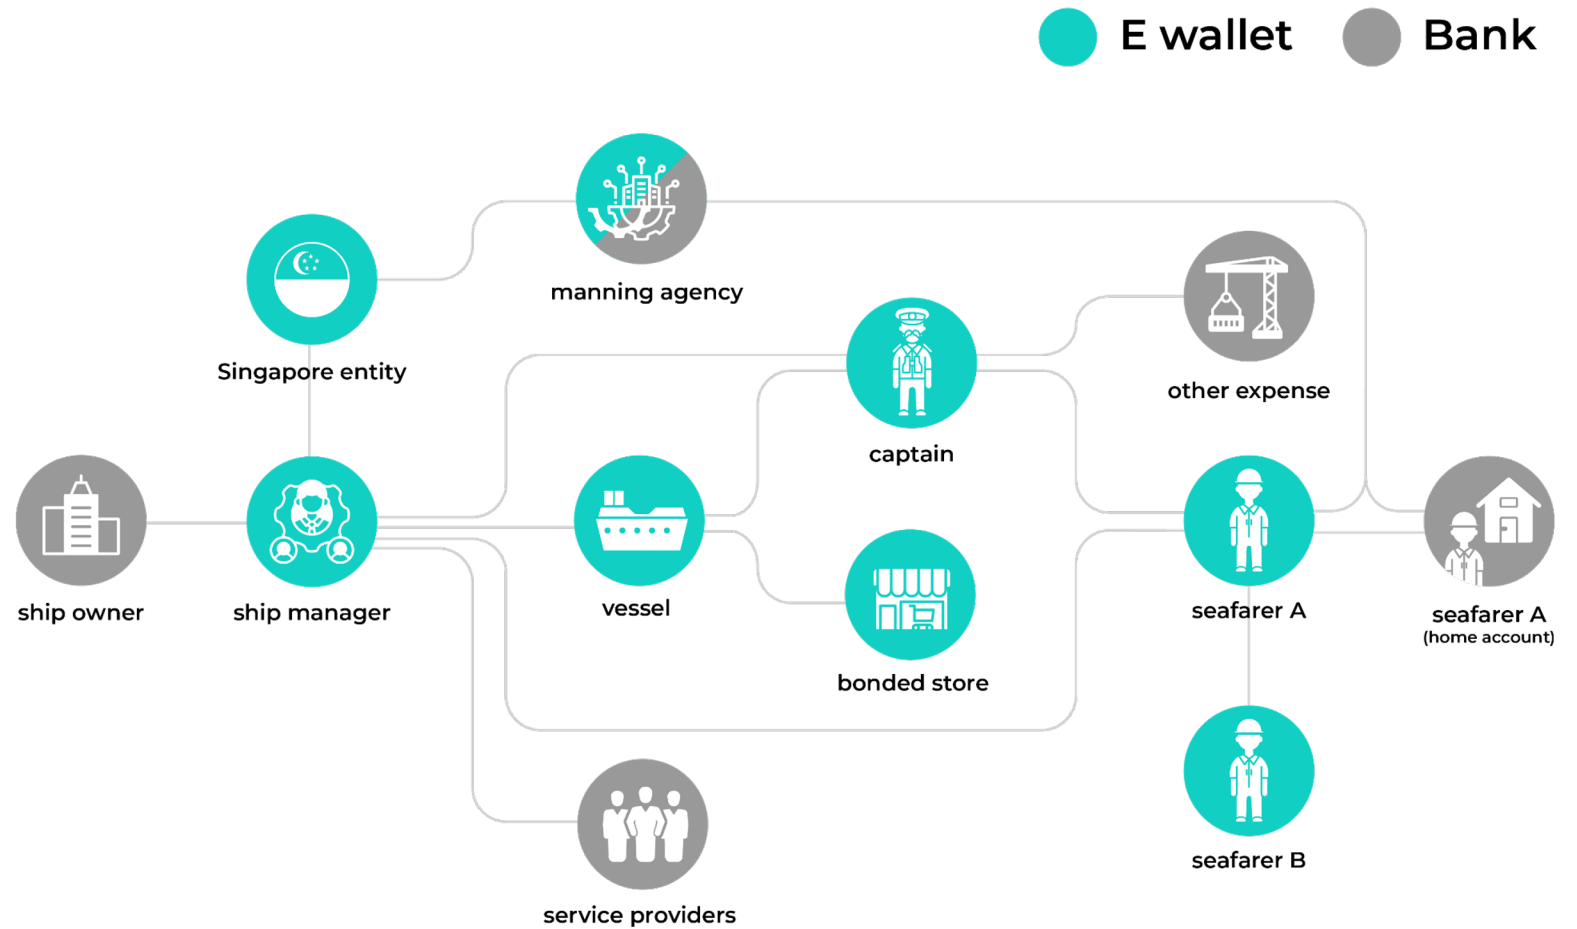 E wallet
Bank
manning agency
Singapore entity
other expense
captain
ship owner
ship manager
vessel
seafarer A
seafarer A
(home account)
bonded store
seafarer B
service providers